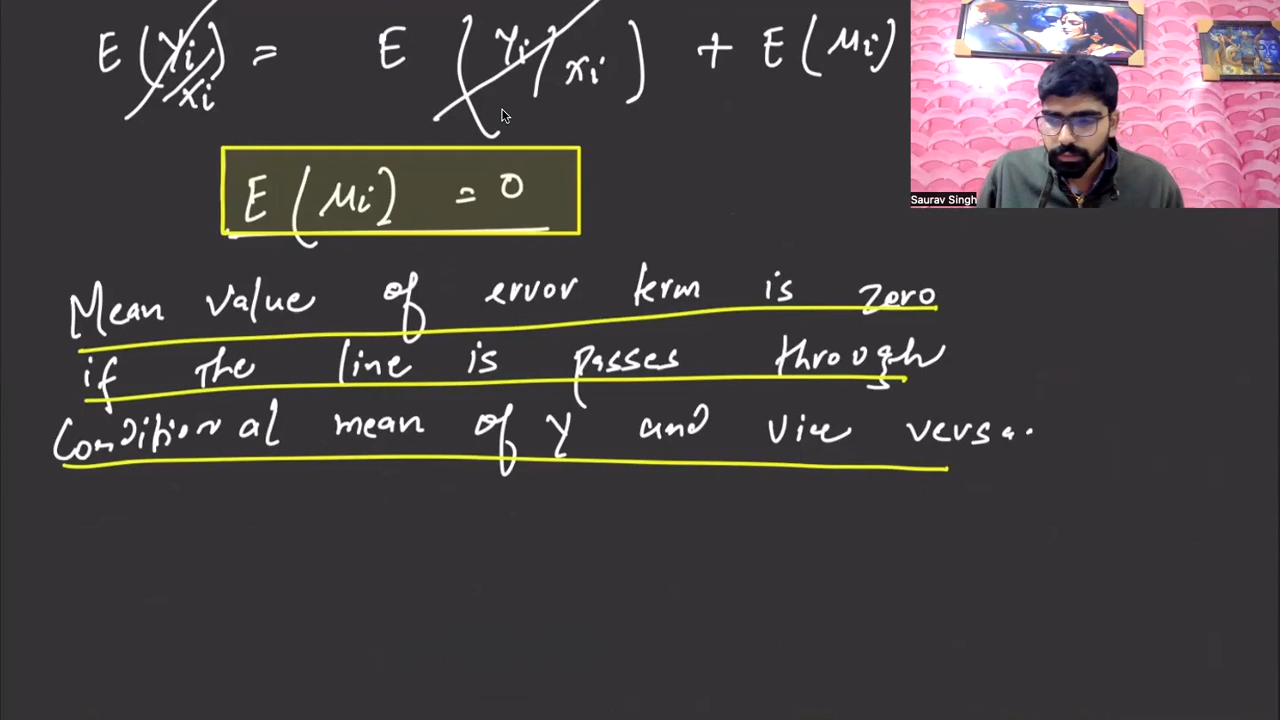 E(Yi/xi) = E(Yi/xi) + E(μi)
Saurav Singh
E(μi) = 0
Mean value of error term is zero
if the line is passes through
Conditional mean of Y and vice versa.